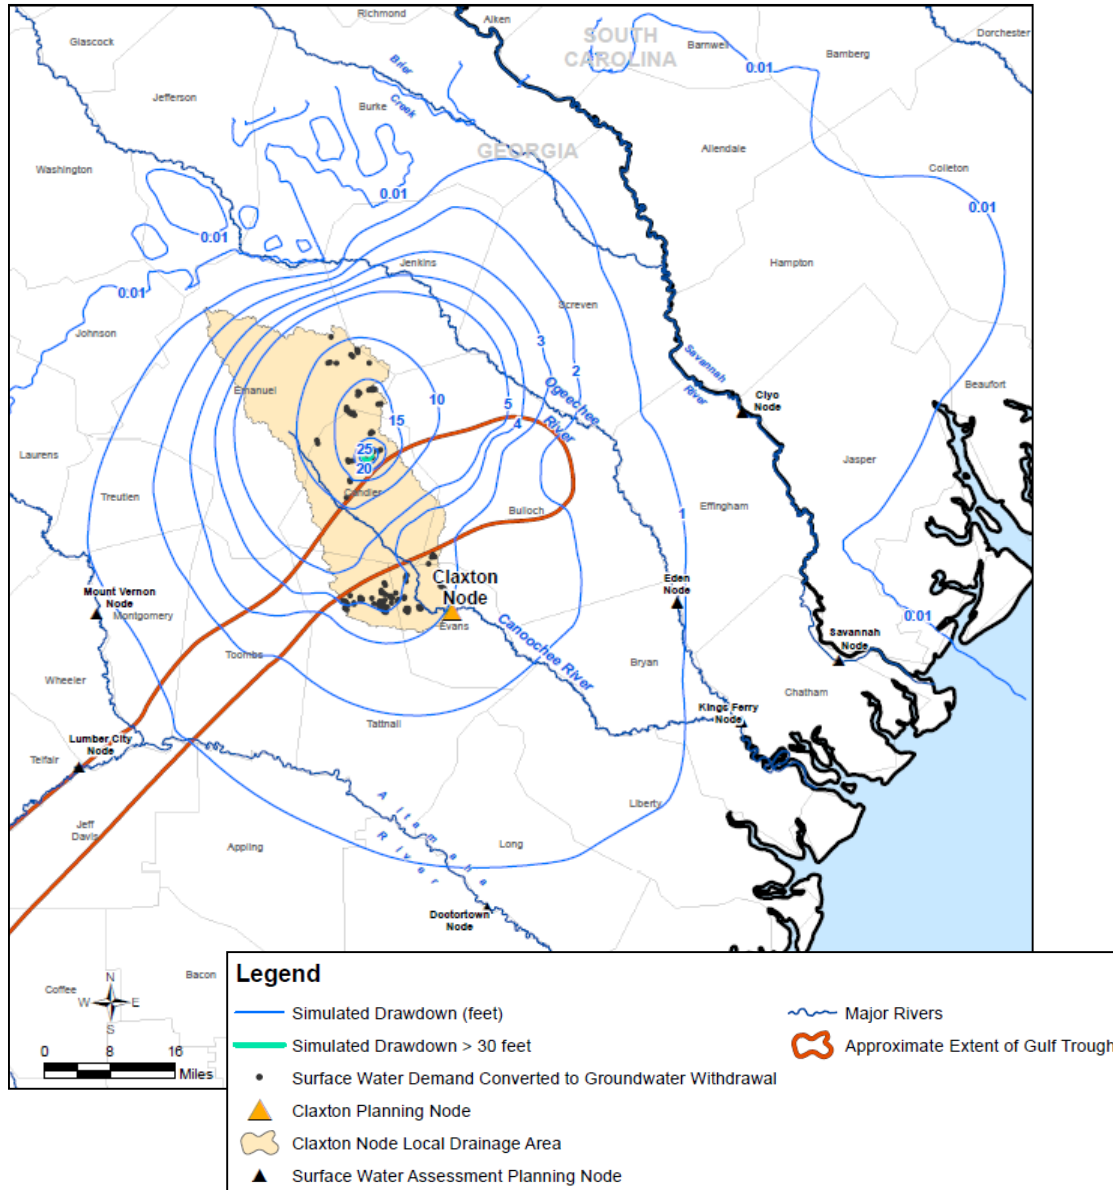 Richmond
Aiken
Glascock
SOUTH
CAROLINA
Barnwell
Dorchester
Bamberg
0.01
Brier
Creek
1
Jefferson
Burke
GEORGIA
Allendale
Washington
Colleton
0.01
0.01
0.01
Jenkins
Hampton
0.01
Screven
Johnson
3
2
Savannah
River
Emanuel
Ogeechee
River
Clyo
Node
Beaufort
10
5
4
15
25
20
Laurens
Jasper
Treutlen
Candler
Bulloch
Effingham
1
Claxton
Node
Eden
Node
Mount Vernon
Node
Montgomery
Evans
0.01
Canoochee River
Savannah
Node
Toombs
Bryan
Wheeler
Chatham
Tattnall
Kings Ferry
Node
Lumber City
Node
Telfair
Altamaha
River
Liberty
Jeff
Davis
Appling
Long
Doctortown
Node
Coffee
Bacon
N
W E
S
0 8 16
Miles
Legend
Simulated Drawdown (feet)
Simulated Drawdown > 30 feet
Surface Water Demand Converted to Groundwater Withdrawal
Claxton Planning Node
Claxton Node Local Drainage Area
Surface Water Assessment Planning Node
Major Rivers
Approximate Extent of Gulf Trough